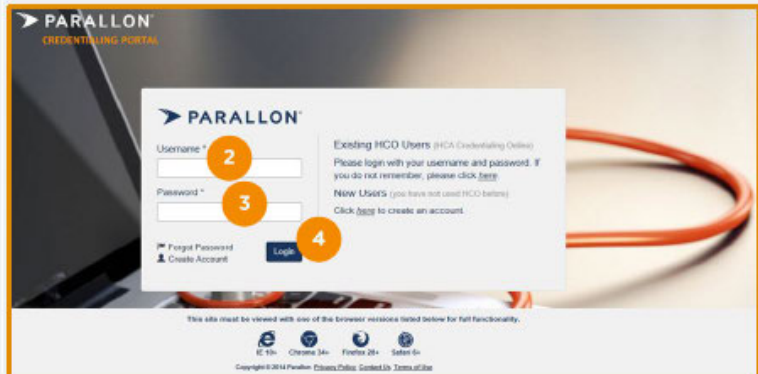 PARALLON
CREDENTIALING PORTAL
PARALLON
Username *
2
Password *
3
Forgot Password
Create Account
Login
4
Existing HCO Users (HCA Credentialing Online)
Please login with your username and password. If
you do not remember, please click here
New Users (you have not used HCO before)
Click here to create an account.
This site must be viewed with one of the browser versions listed below for full functionality.
IE 10+ Chrome 34+ Firefox 28+ Safari 6+
Copyright © 2014 Parallon Privacy Policy Contact Us Terms of Use